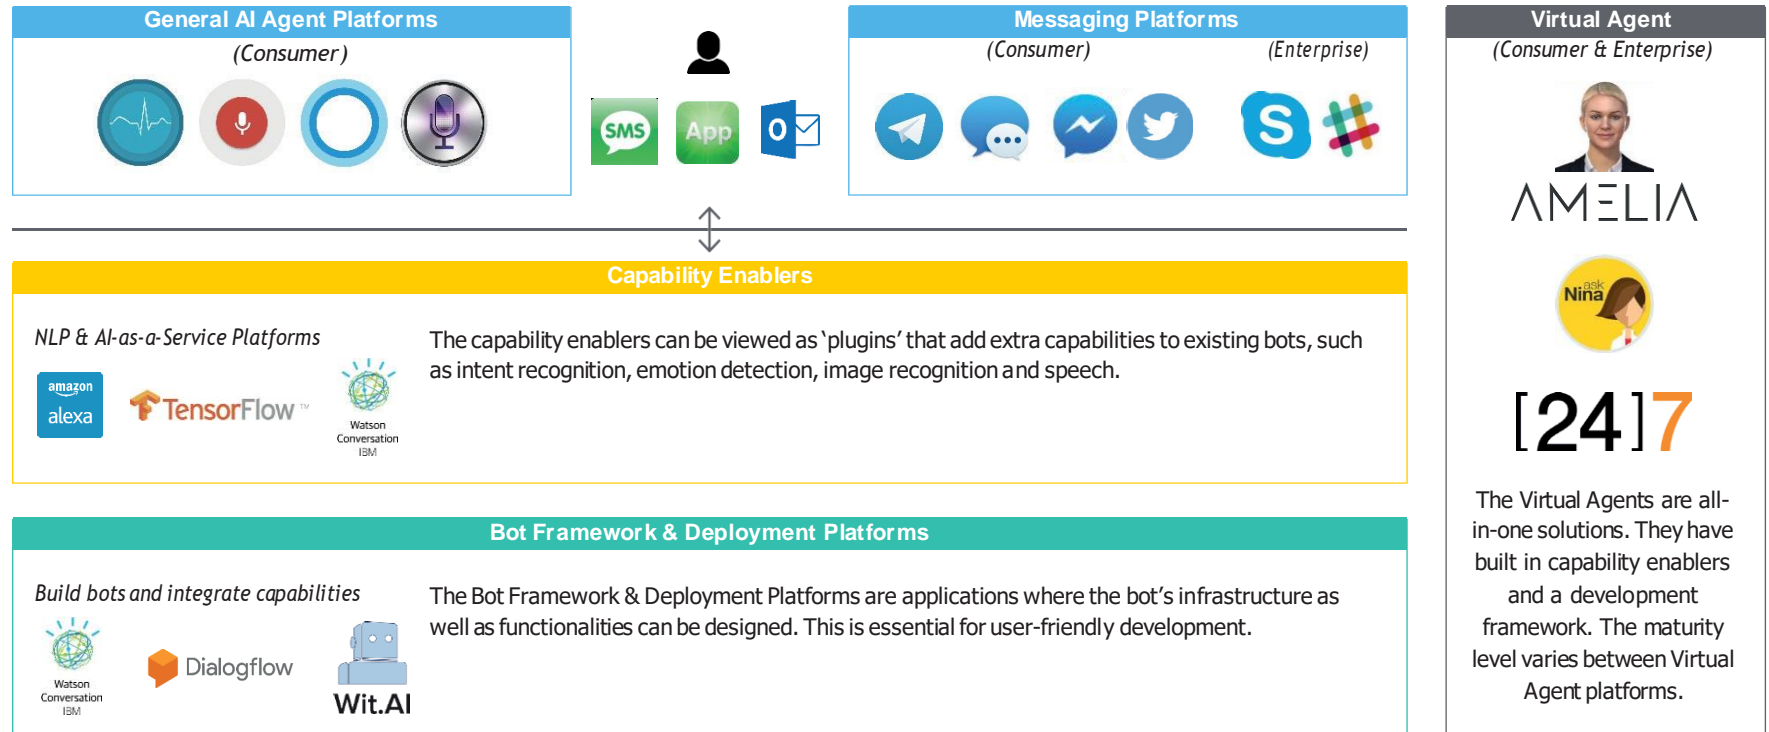 General AI Agent Platforms
(Consumer)
SMS
App
O
Messaging Platforms
(Consumer)
(Enterprise)
S
Virtual Agent
(Consumer & Enterprise)
AMELIA
ask
Nina
[24]7
The Virtual Agents are all-
in-one solutions. They have
built in capability enablers
and a development
framework. The maturity
level varies between Virtual
Agent platforms.
Capability Enablers
NLP & AI-as-a-Service Platforms
amazon
alexa
TensorFlow ™
Watson
Conversation
IBM
The capability enablers can be viewed as ‘plugins’ that add extra capabilities to existing bots, such
as intent recognition, emotion detection, image recognition and speech.
Bot Framework & Deployment Platforms
Build bots and integrate capabilities
Watson
Conversation
IBM
Dialogflow
Wit.AI
The Bot Framework & Deployment Platforms are applications where the bot’s infrastructure as
well as functionalities can be designed. This is essential for user-friendly development.